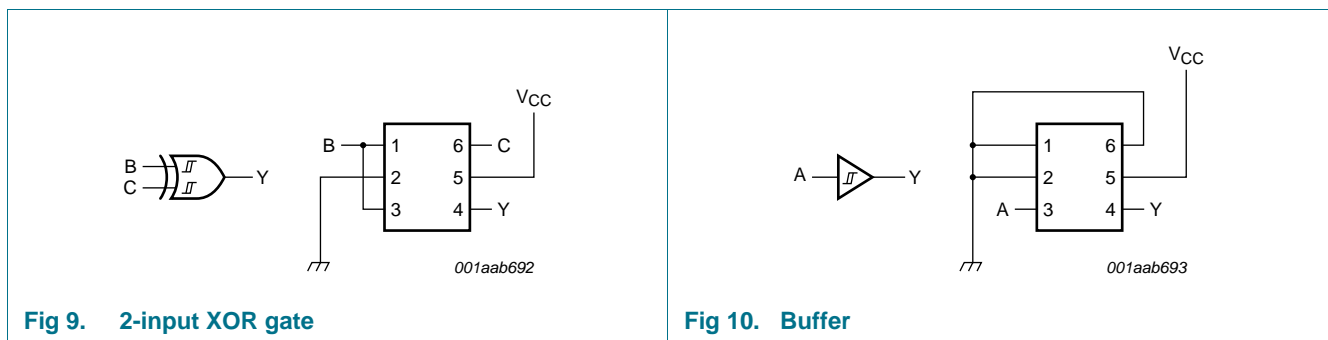 VCC
B
C
Y
B
1
2
3
6
5
4
C
Y
001aab692
Fig 9. 2-input XOR gate
VCC
A
Y
A
1
2
3
6
5
4
Y
001aab693
Fig 10. Buffer